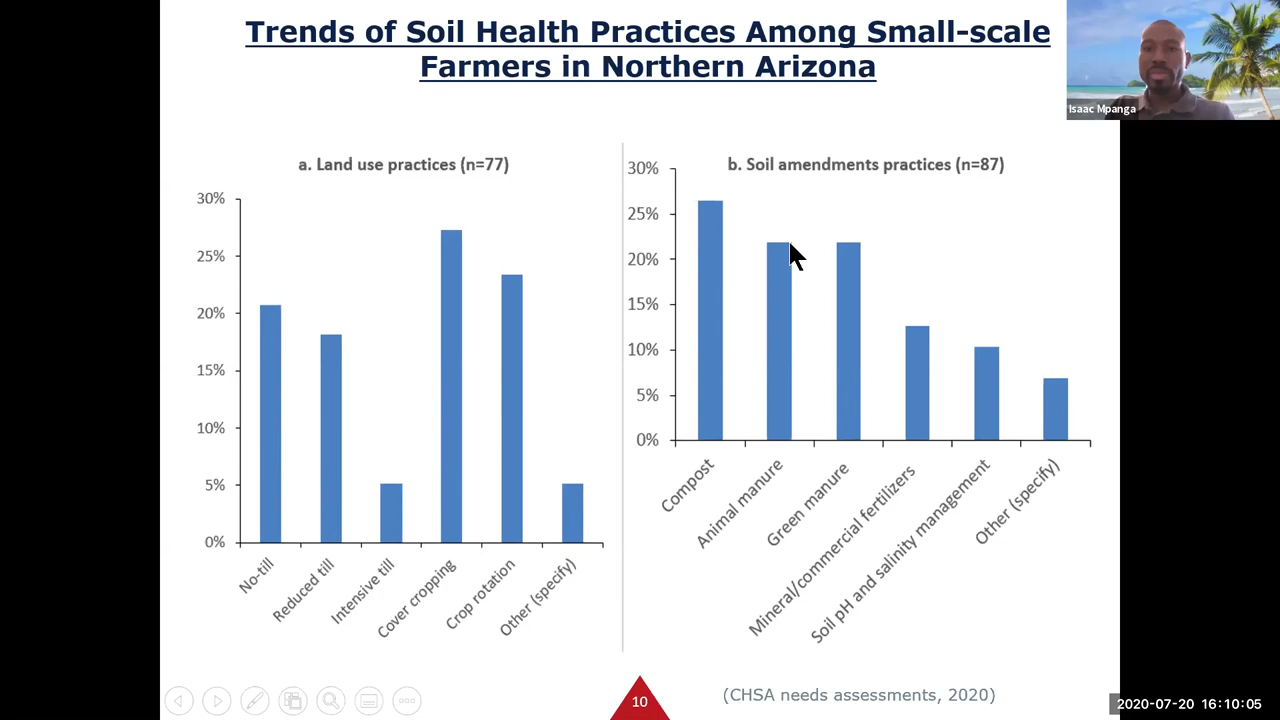 Trends of Soil Health Practices Among Small-scale
Farmers in Northern Arizona
Isaac Mpanga
a. Land use practices (n=77)
30%
25%
20%
15%
10%
5%
0%
No-till
Reduced till
Intensive till
Cover cropping
Crop rotation
Other (specify)
b. Soil amendments practices (n=87)
30%
25%
20%
15%
10%
5%
0%
Compost
Animal manure
Green manure
Mineral/commercial fertilizers
Soil pH and salinity management
Other (specify)
10
(CHSA needs assessments, 2020)
2020-07-20 16:10:05